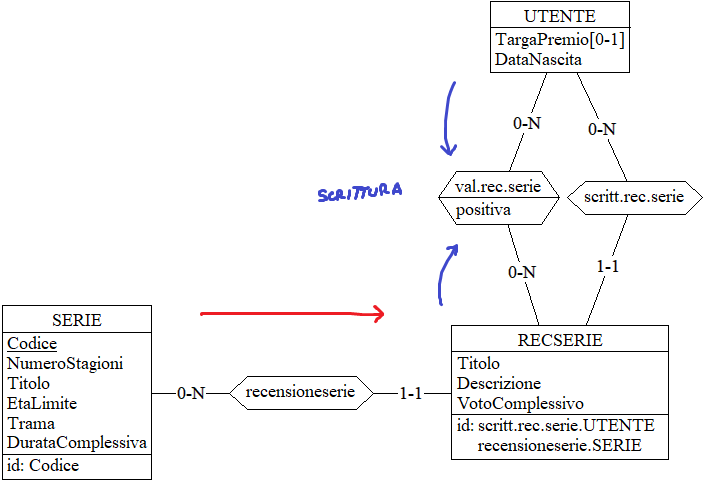 UTENTE
TargaPremio[0-1]
DataNascita
0-N
0-N
val.rec.serie
positiva
scritt.rec.serie
SCRITTURA
0-N
1-1
SERIE
Codice
NumeroStagioni
Titolo
EtaLimite
Trama
DurataComplessiva
id: Codice
0-N
recensioneserie
1-1
RECSERIE
Titolo
Descrizione
VotoComplessivo
id: scritt.rec.serie.UTENTE
recensioneserie.SERIE